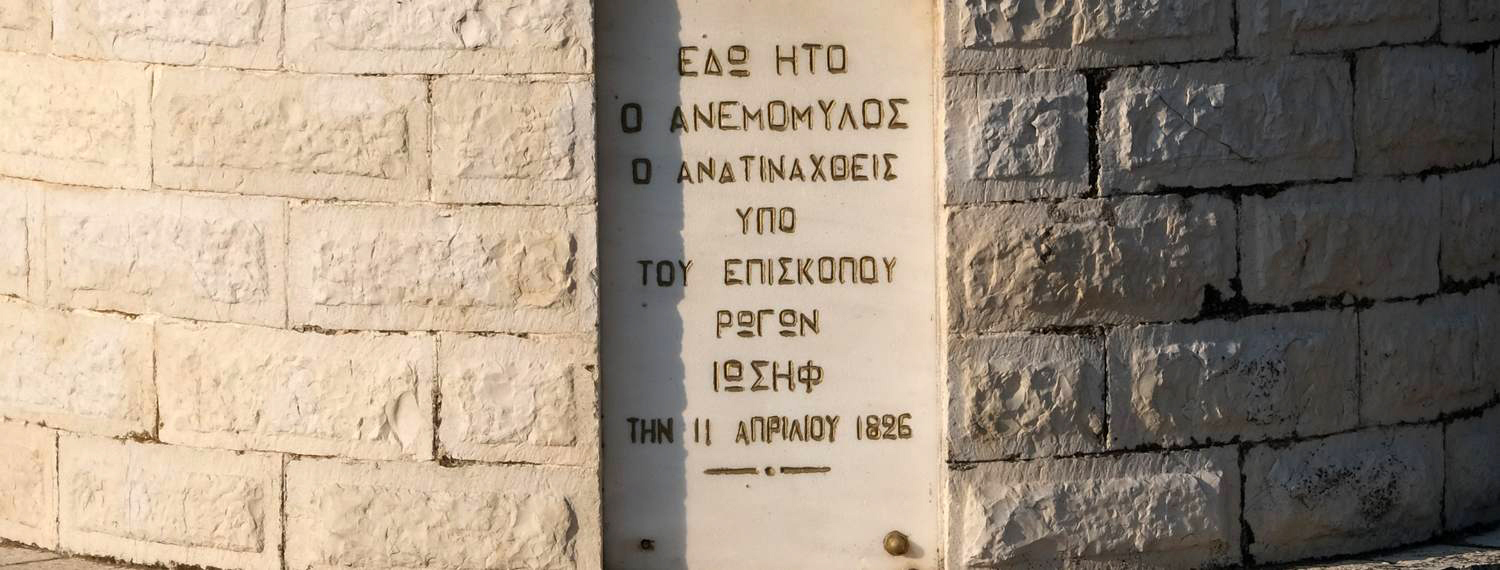 ΕΔΩ ΗΤΟ
Ο ΑΝΕΜΟΜΥΛΟΣ
Ο ΑΝΑΤΙΝΑΧΘΕΙΣ
ΥΠΟ
ΤΟΥ ΕΠΙΣΚΟΠΟΥ
ΡΩΓΩΝ
ΙΩΣΗΦ
ΤΗΝ 11 ΑΠΡΙΛΙΟΥ 1826